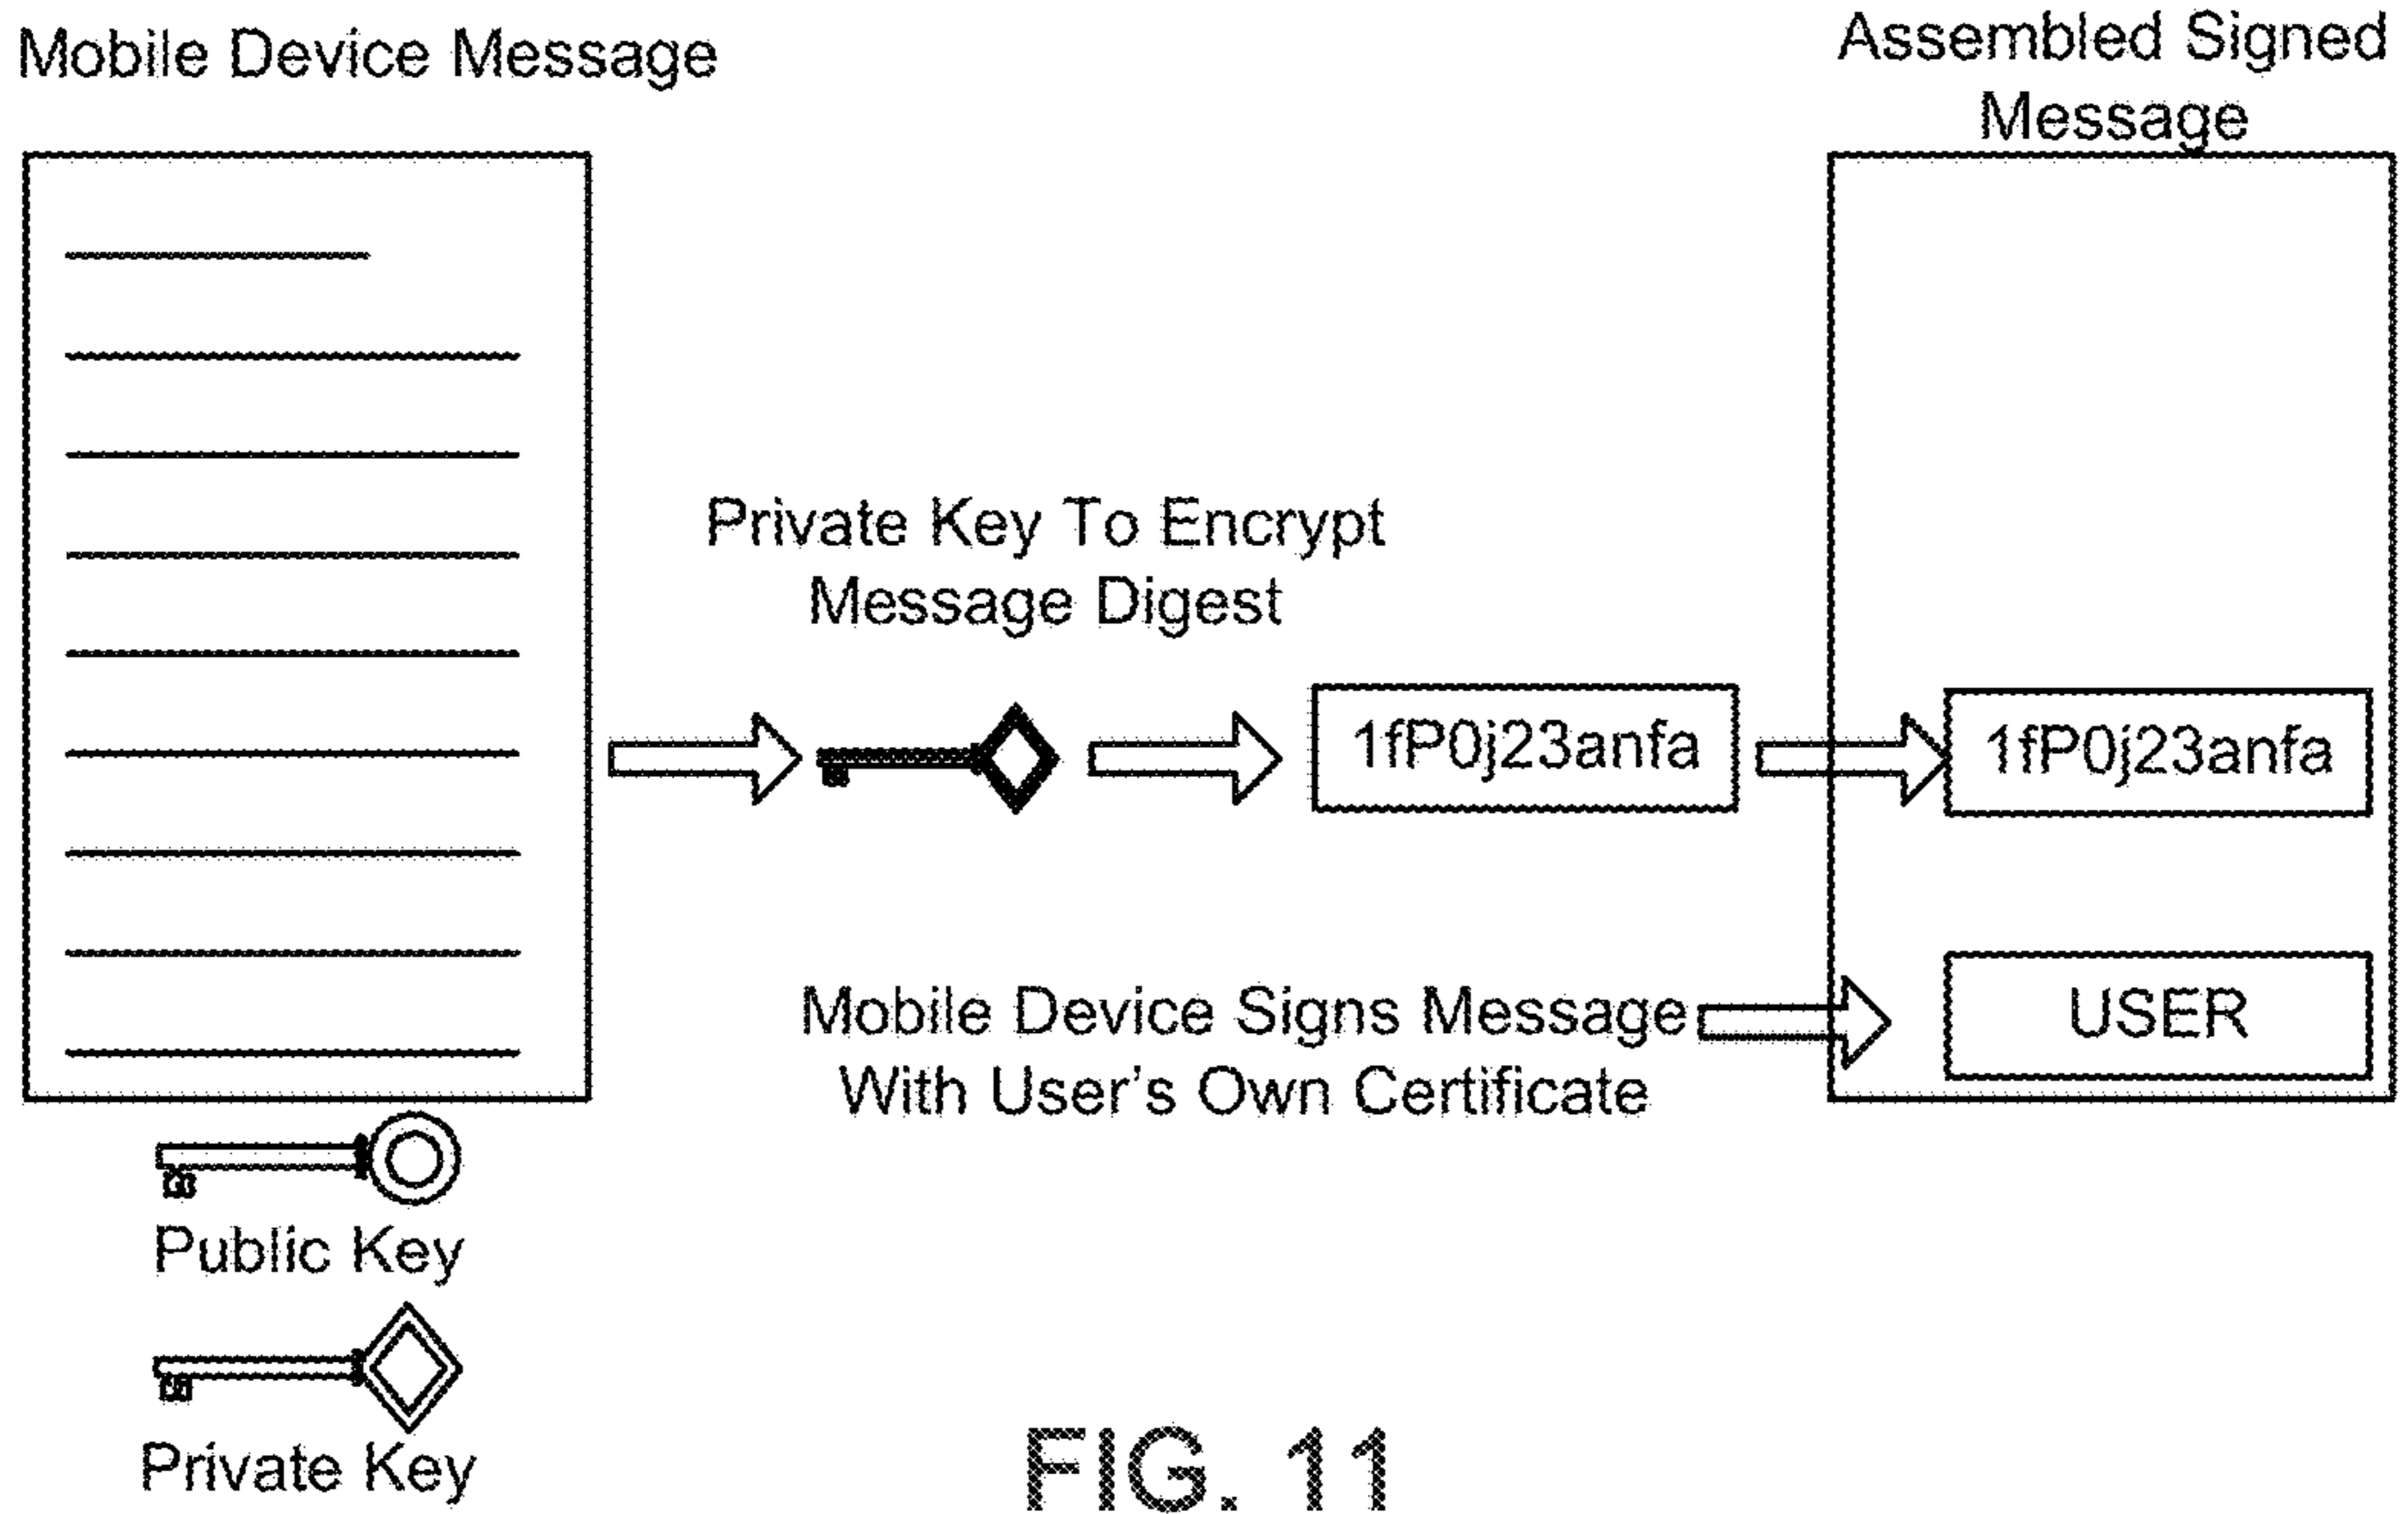 Mobile Device Message
Assembled Signed
Message
Private Key To Encrypt
Message Digest
1fP0j23anfa
1fP0j23anfa
Mobile Device Signs Message
With User's Own Certificate
USER
Public Key
Private Key
FIG. 11